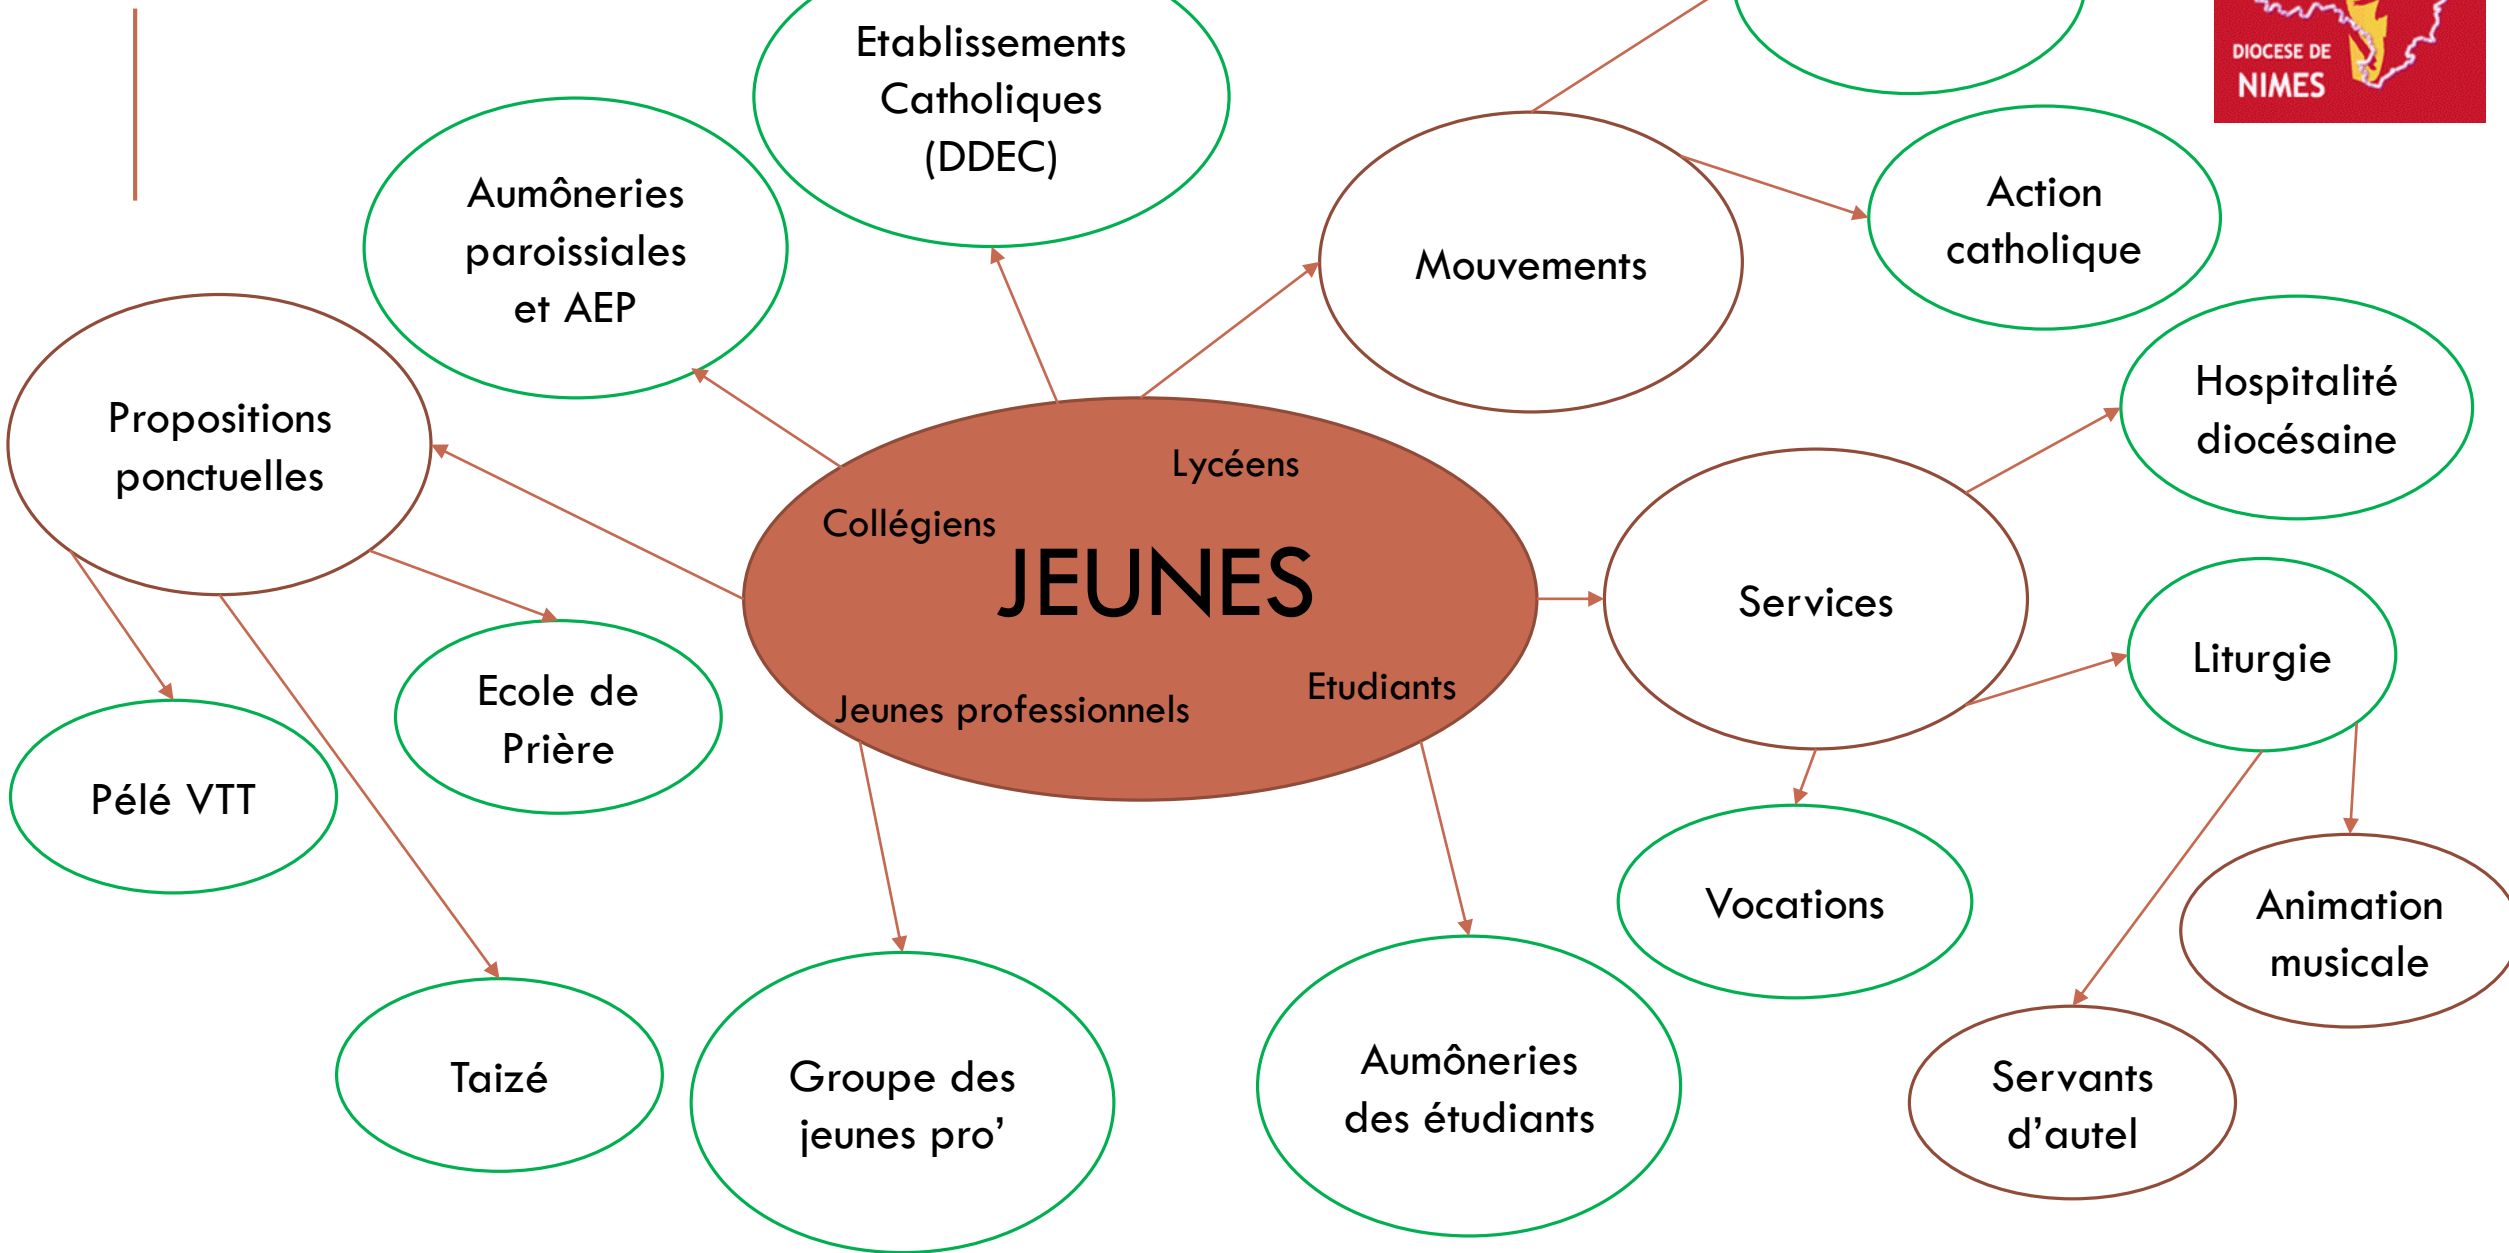 Etablissements
Catholiques
(DDEC)
DIOCESE DE
NIMES
Aumôneries
paroissiales
et AEP
Mouvements
Action
catholique
Propositions
ponctuelles
Hospitalité
diocésaine
Lycéens
Collégiens
JEUNES
Etudiants
Jeunes professionnels
Services
Liturgie
Ecole de
Prière
Pélé VTT
Vocations
Animation
musicale
Taizé
Groupe des
jeunes pro’
Aumôneries
des étudiants
Servants
d’autel